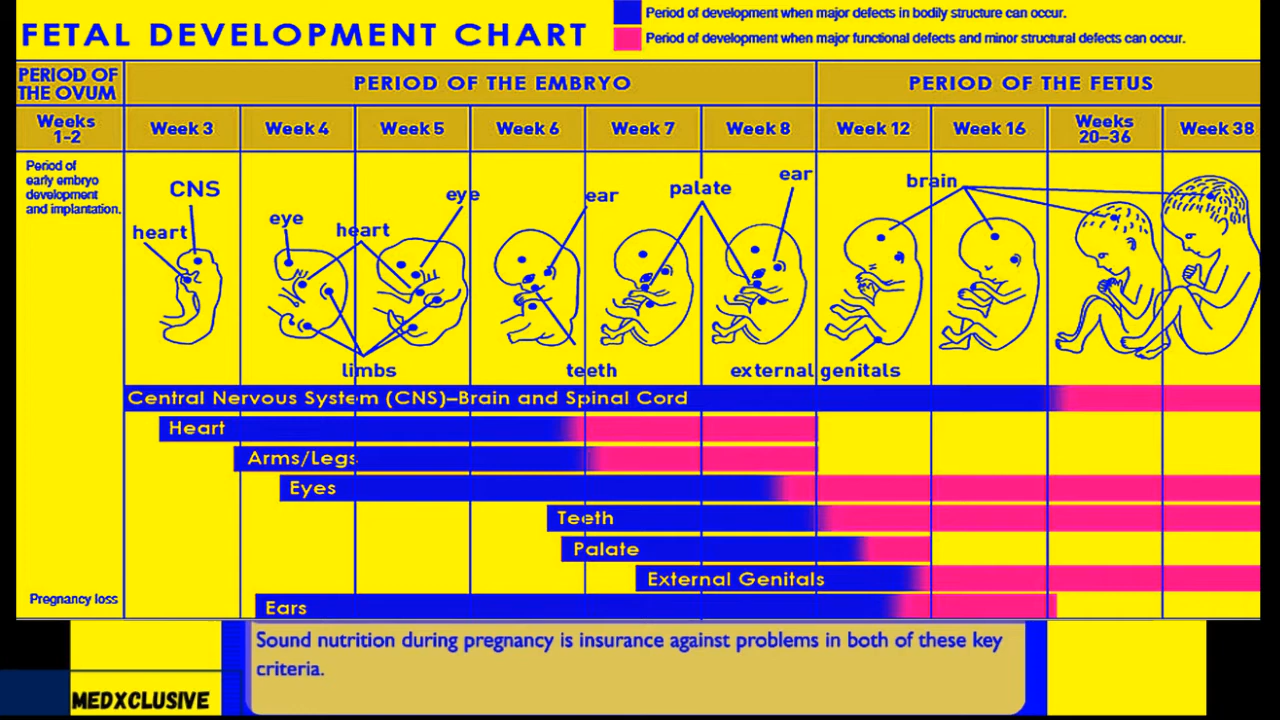 FETAL DEVELOPMENT CHART
Period of development when major defects in bodily structure can occur.
Period of development when major functional defects and minor structural defects can occur.
PERIOD OF
THE OVUM
PERIOD OF THE EMBRYO
PERIOD OF THE FETUS
Weeks
1-2
Week 3
Week 4
Week 5
Week 6
Week 7
Week 8
Week 12
Week 16
Weeks
20–36
Week 38
Period of
early embryo
development
and implantation.
CNS
heart
eye
heart
eye
limbs
ear
teeth
palate
ear
external genitals
brain
Central Nervous System (CNS)–Brain and Spinal Cord
Heart
Arms/Legs
Eyes
Teeth
Palate
External Genitals
Pregnancy loss
Ears
Sound nutrition during pregnancy is insurance against problems in both of these key
criteria.
MEDXCLUSIVE